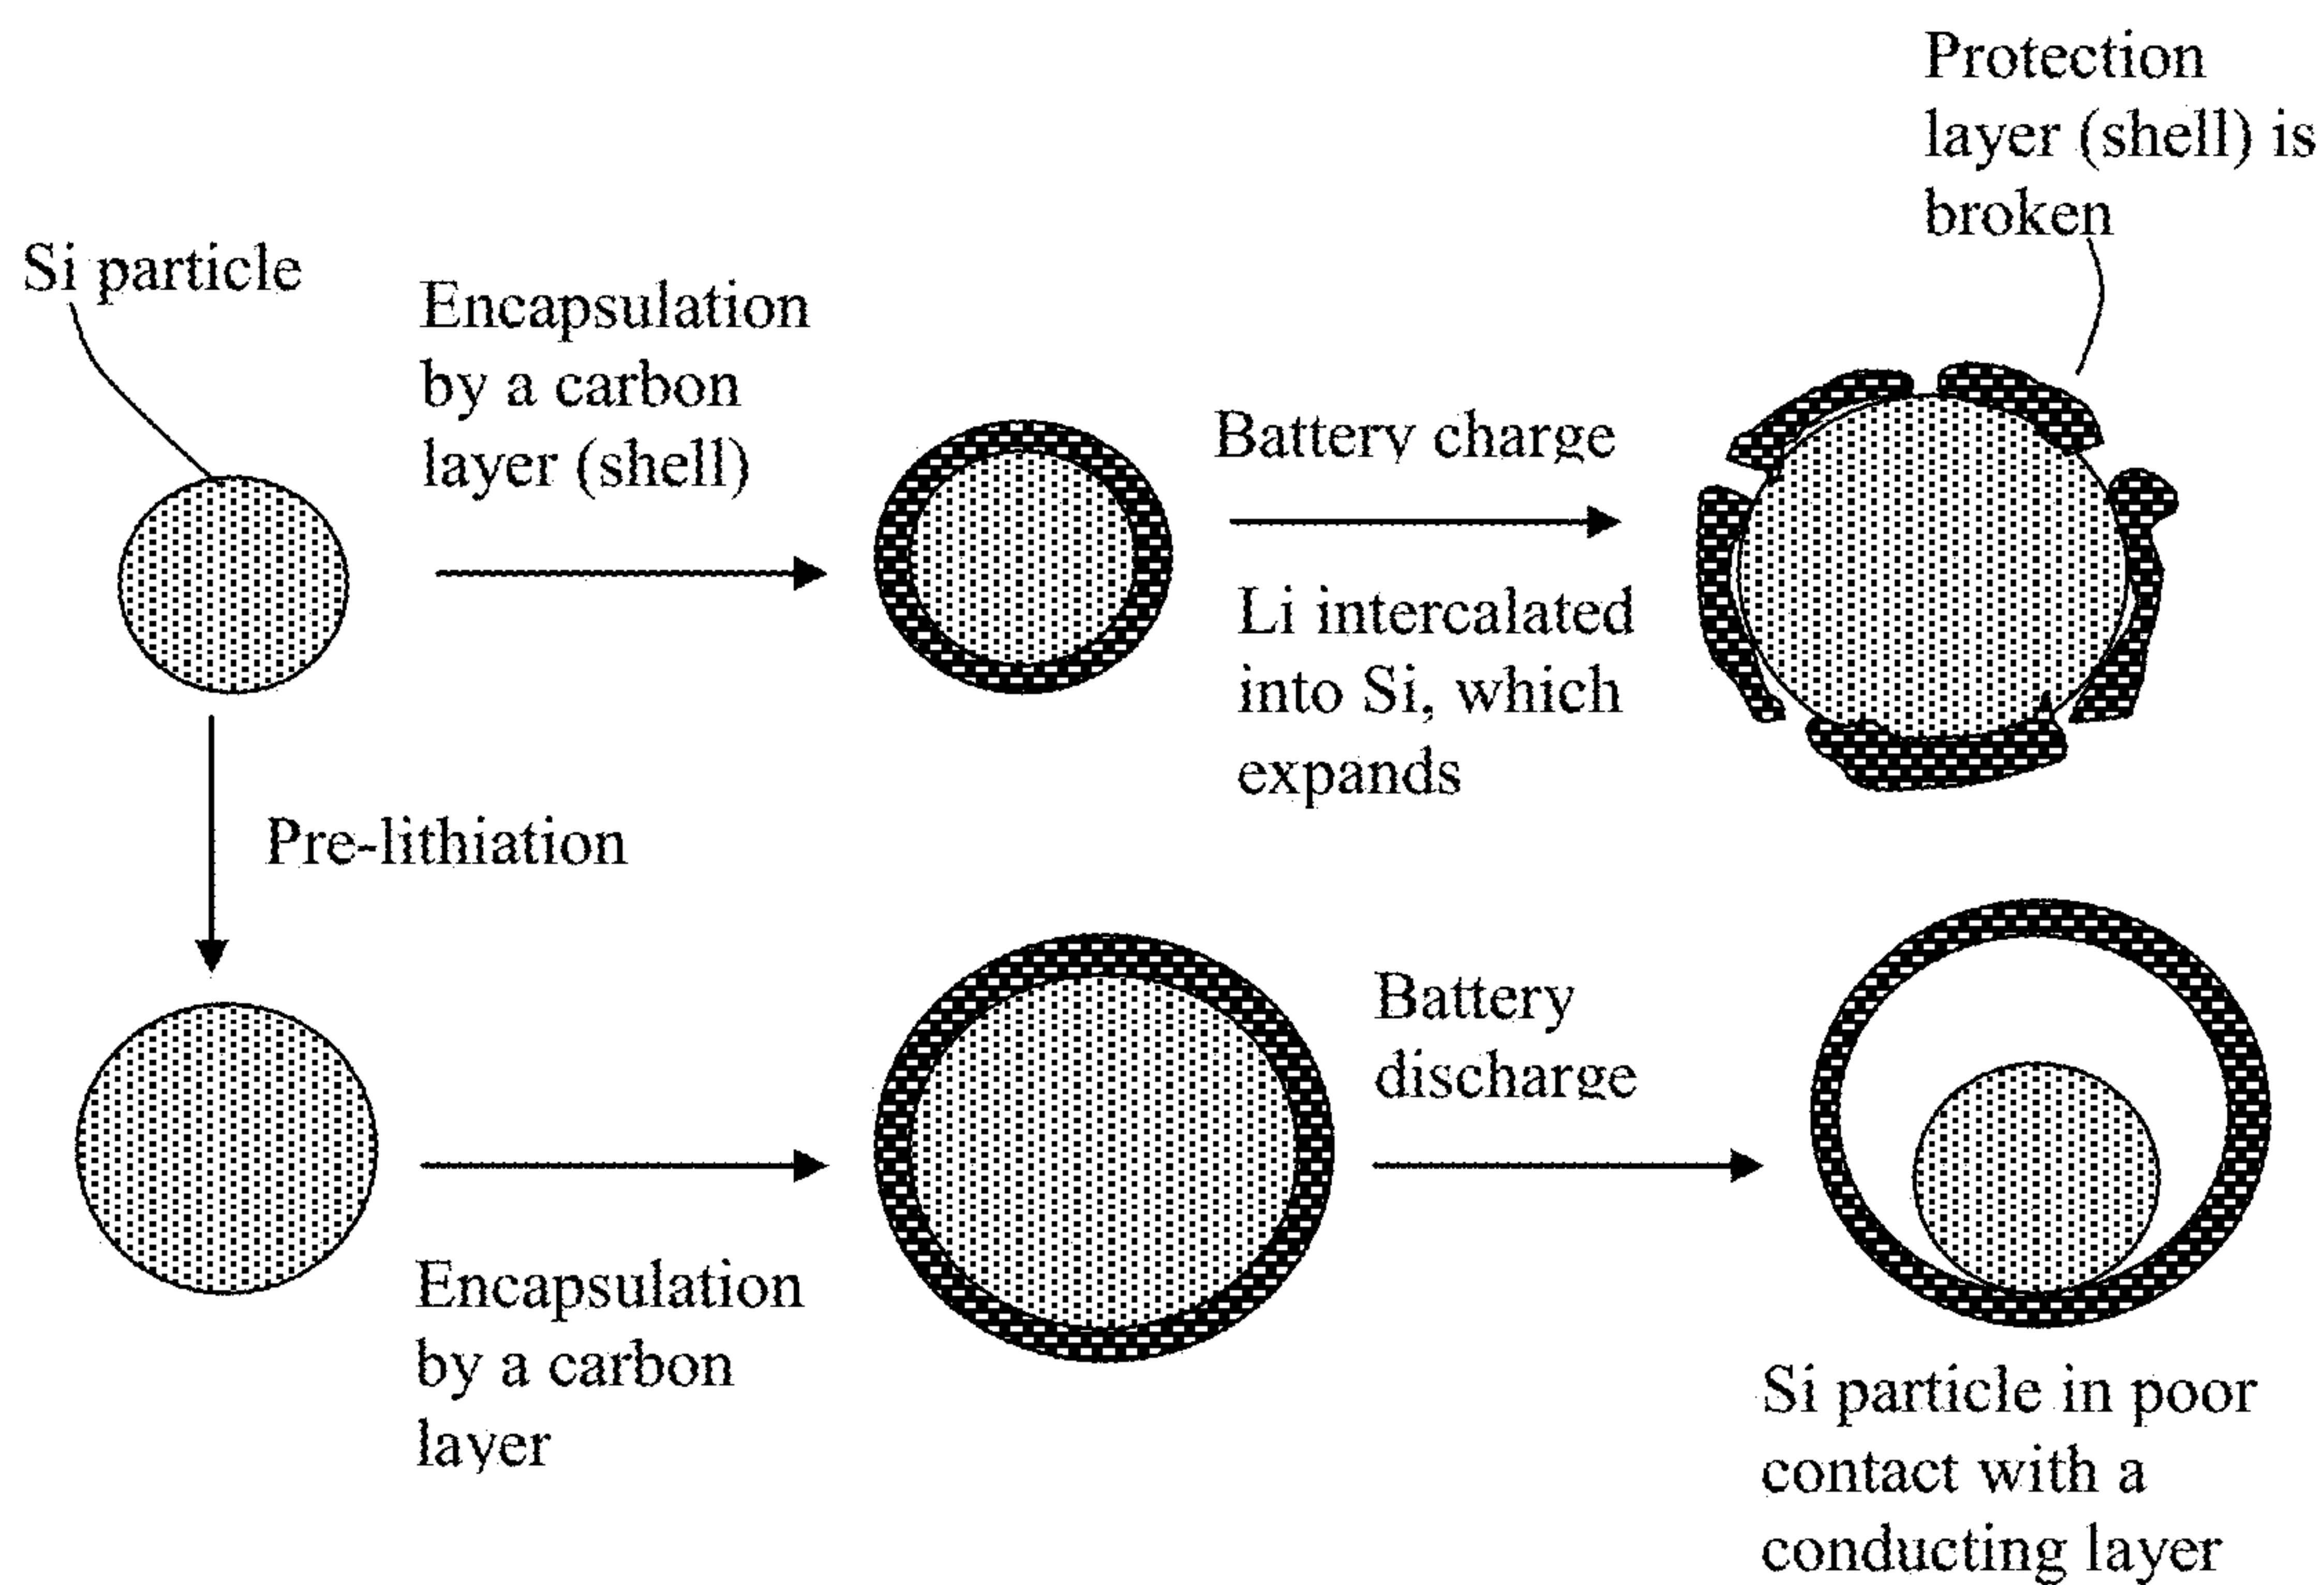 Protection
layer (shell) is
broken
Si particle
Encapsulation
by a carbon
layer (shell)
Battery charge
Li intercalated
into Si, which
expands
Pre-lithiation
Battery
discharge
Encapsulation
by a carbon
layer
Si particle in poor
contact with a
conducting layer